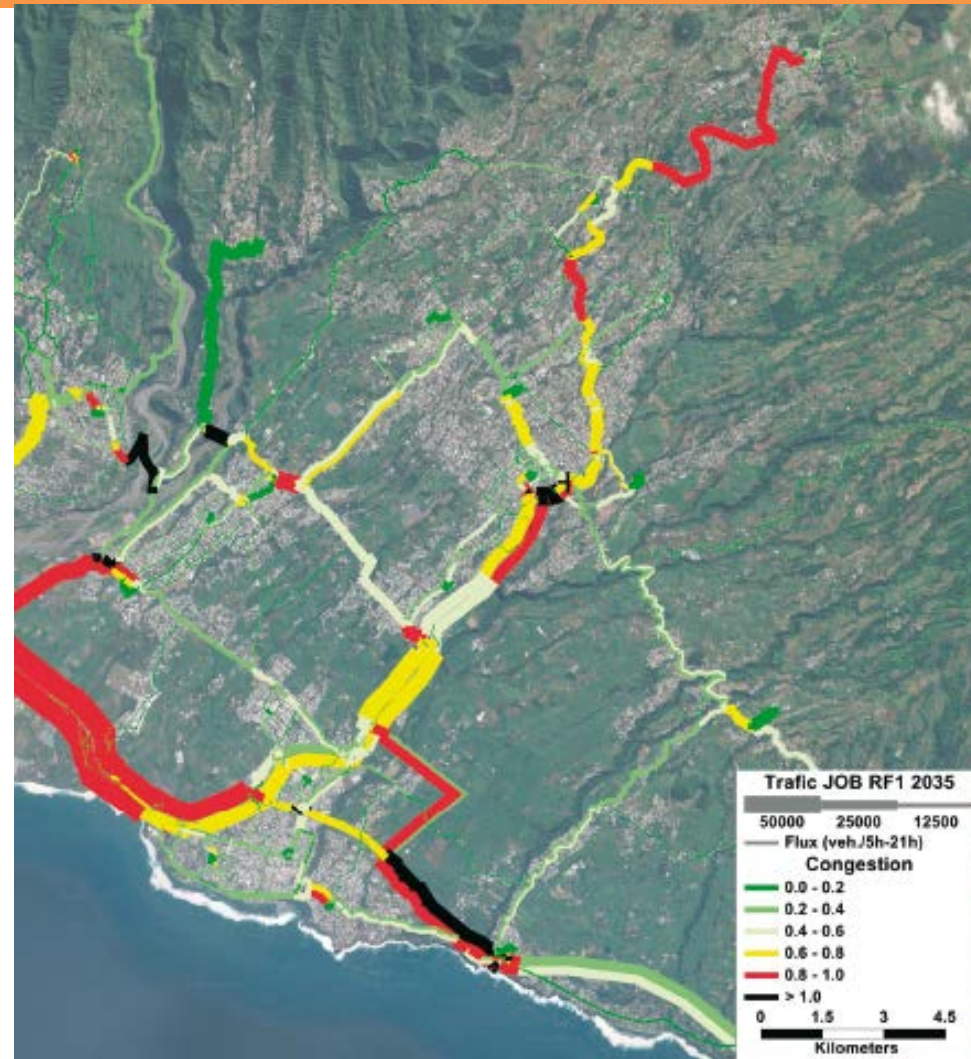 Trafic JOB RF1 2035
50000 25000 12500
Flux (veh./5h-21h)
Congestion
0.0 - 0.2
0.2 - 0.4
0.4 - 0.6
0.6 - 0.8
0.8 - 1.0
> 1.0
0 1.5 3 4.5
Kilometers